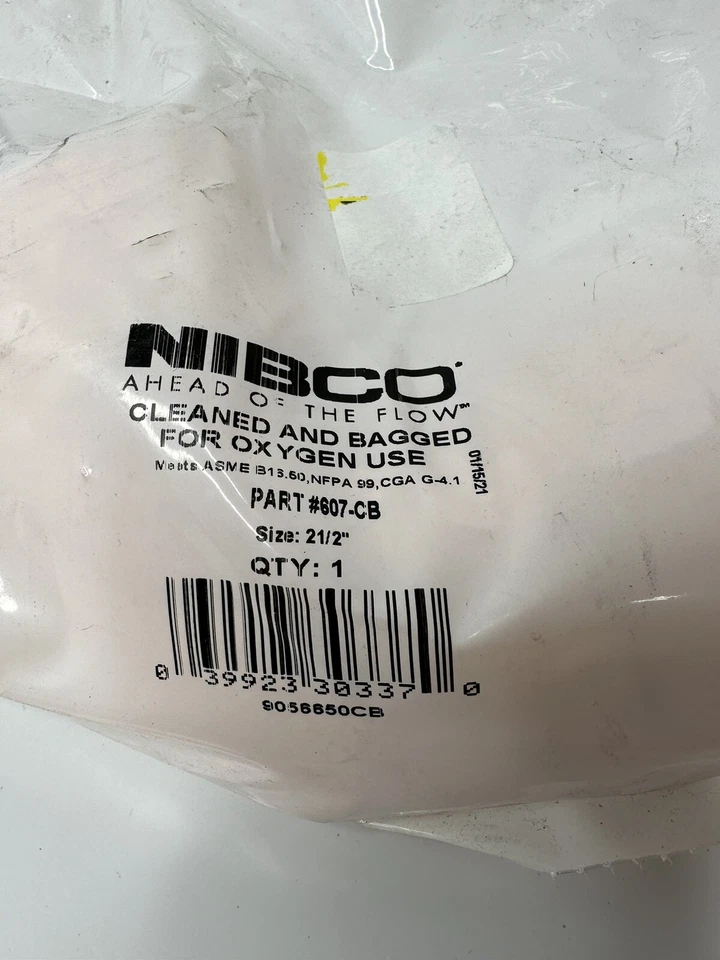 NIBCO
AHEAD OF THE FLOW℠
CLEANED AND BAGGED
FOR OXYGEN USE
Meets ASME B16.50, NFPA 99, CGA G-4.1
01/15/21
PART #607-CB
Size: 21/2"
QTY: 1
0 39923 30337 0
9056650CB